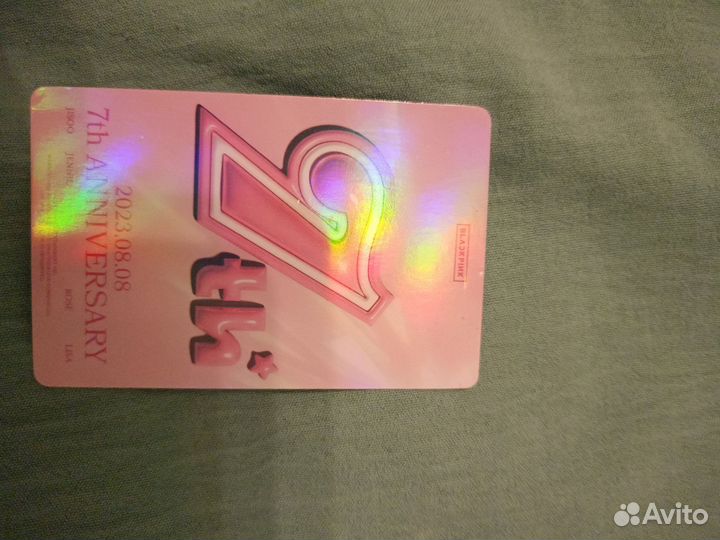 BLACKPINK
7th
2023.08.08
7th ANNIVERSARY
JISOO JENNIE ROSÉ LISA
Avito